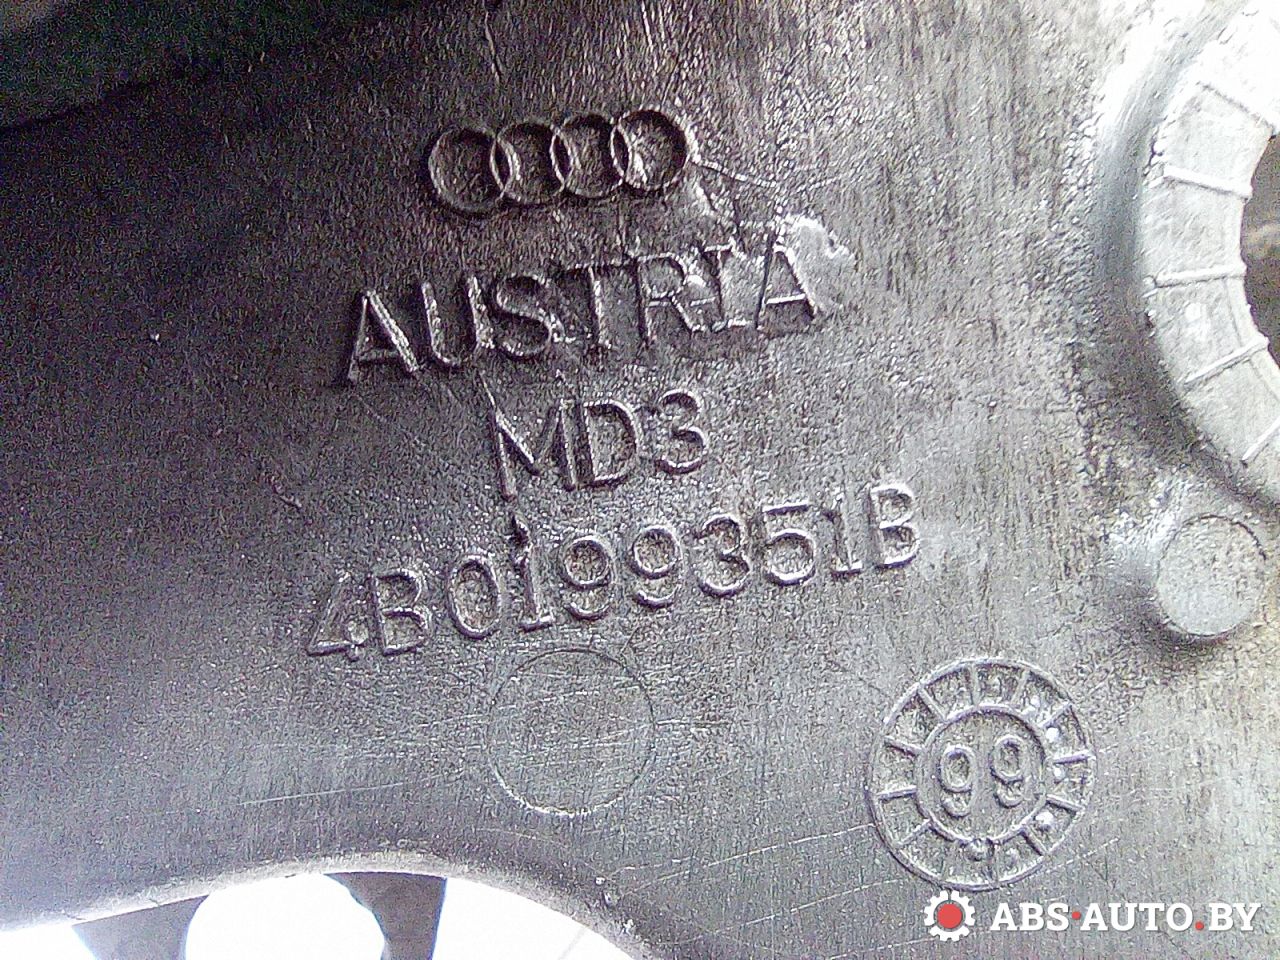 AUSTRIA
MD3
4B0199351B
99
ABS·AUTO.BY